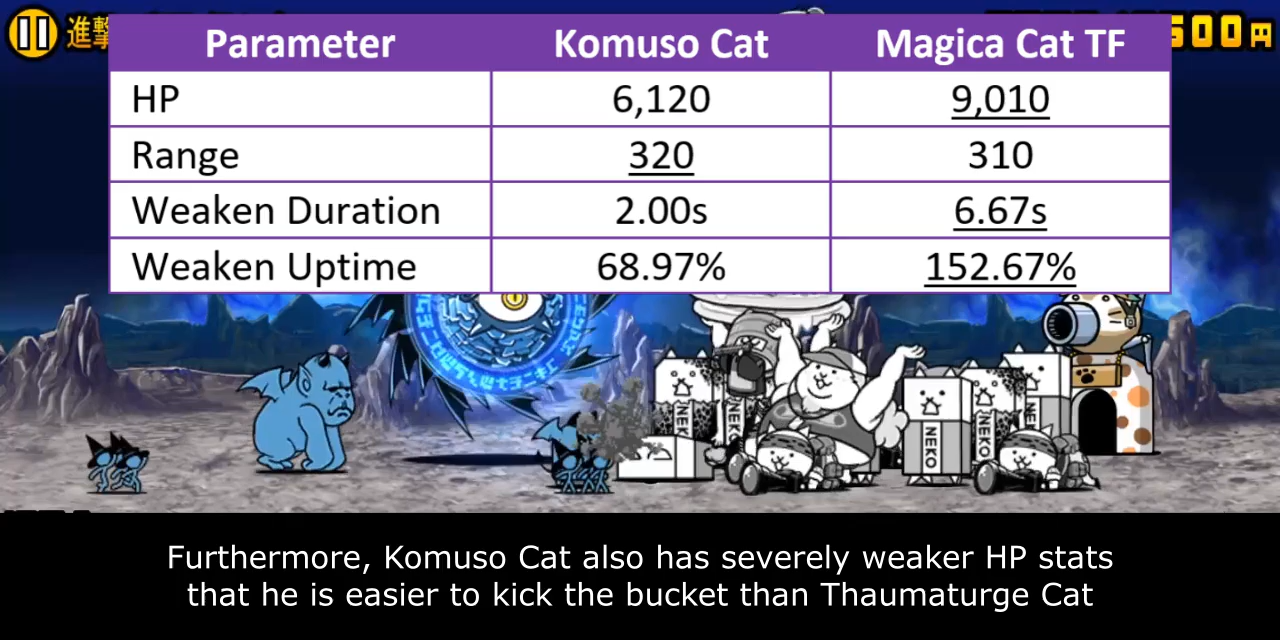 進撃
500円
Parameter Komuso Cat Magica Cat TF
HP 6,120 9,010
Range 320 310
Weaken Duration 2.00s 6.67s
Weaken Uptime 68.97% 152.67%
NEKO
NEKO
NEKO
NEKO
Furthermore, Komuso Cat also has severely weaker HP stats
that he is easier to kick the bucket than Thaumaturge Cat